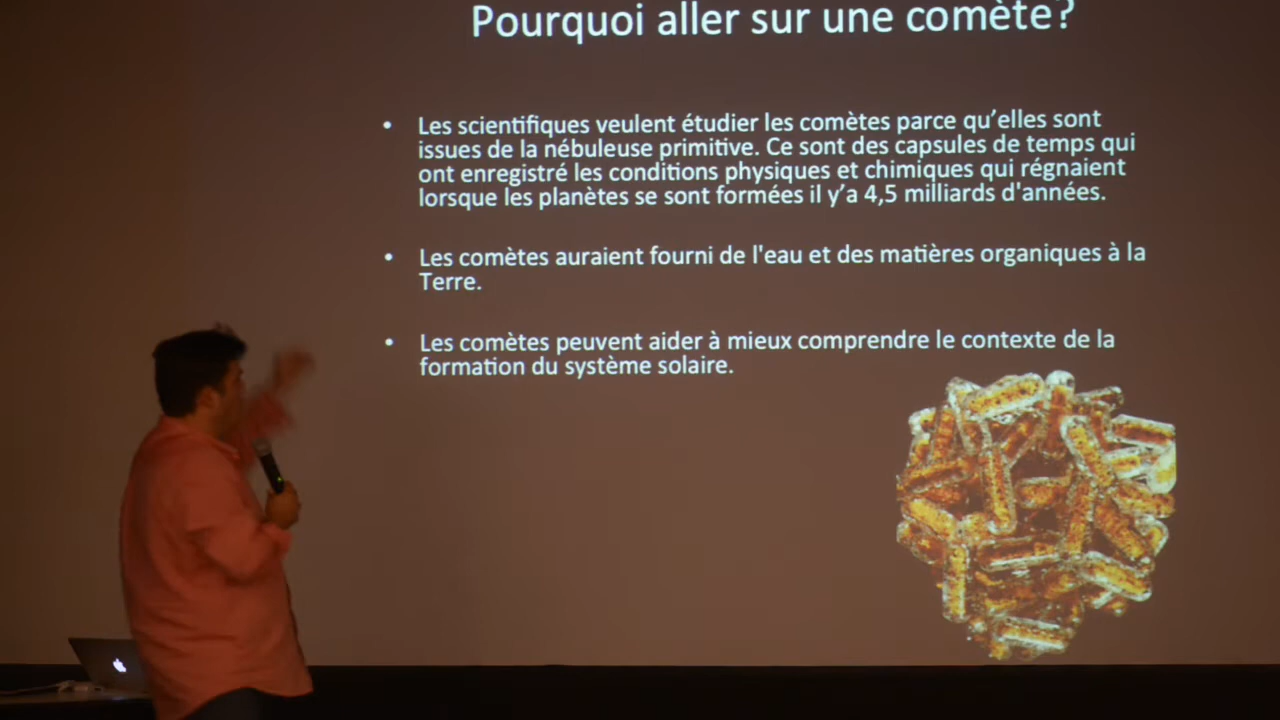 Pourquoi aller sur une comète?
• Les scientifiques veulent étudier les comètes parce qu’elles sont
issues de la nébuleuse primitive. Ce sont des capsules de temps qui
ont enregistré les conditions physiques et chimiques qui régnaient
lorsque les planètes se sont formées il y’a 4,5 milliards d'années.
• Les comètes auraient fourni de l'eau et des matières organiques à la
Terre.
• Les comètes peuvent aider à mieux comprendre le contexte de la
formation du système solaire.